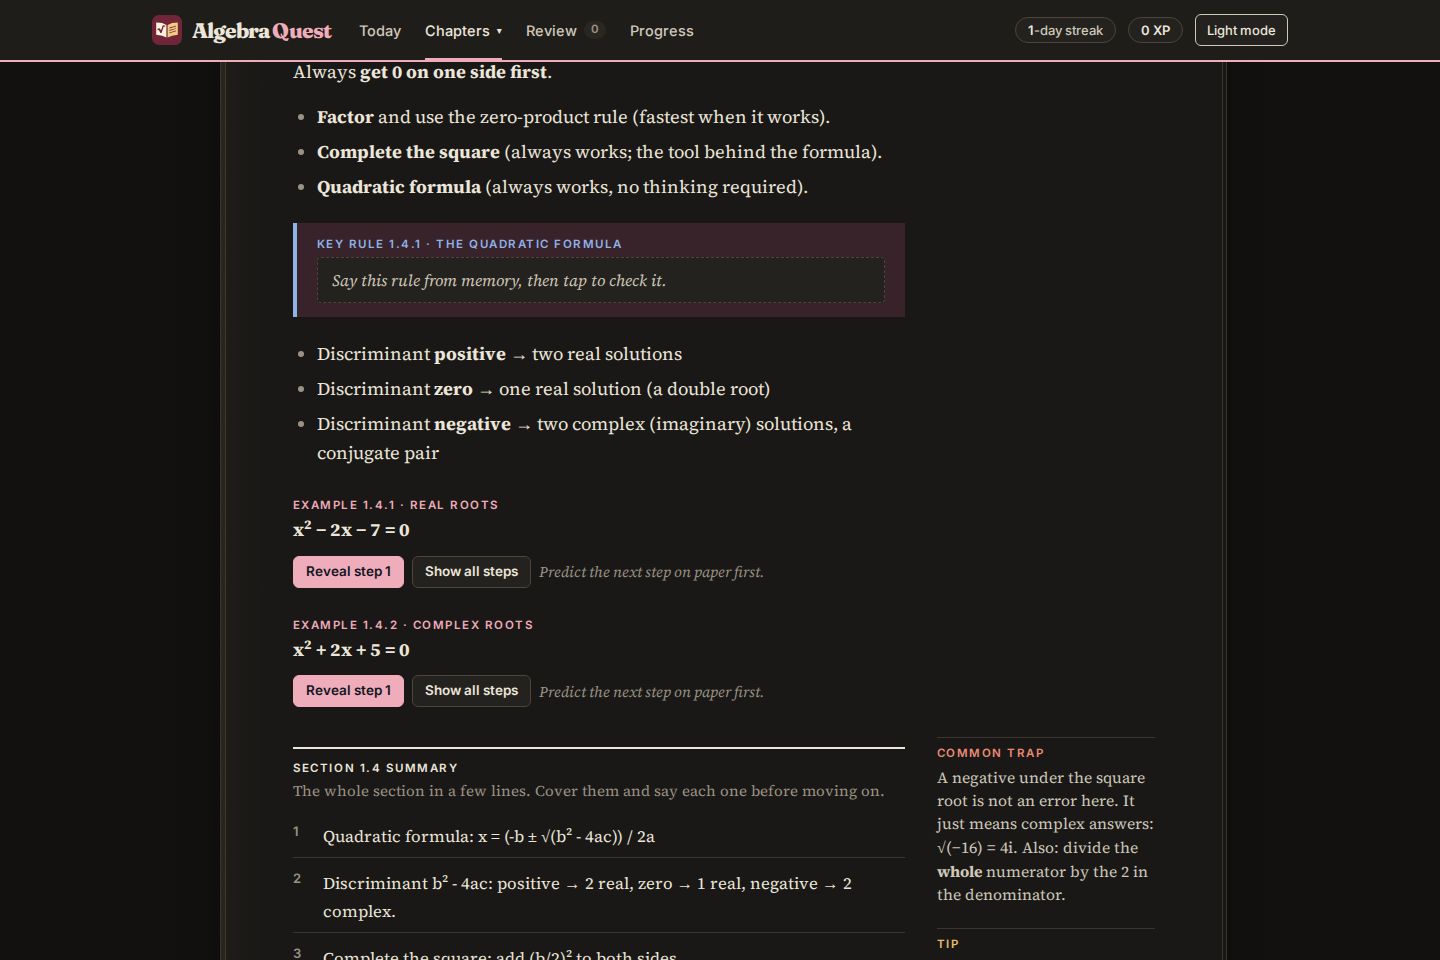 AlgebraQuest Today Chapters ▾ Review 0 Progress 1-day streak 0 XP Light mode
Always get 0 on one side first.
• Factor and use the zero-product rule (fastest when it works).
• Complete the square (always works; the tool behind the formula).
• Quadratic formula (always works, no thinking required).
KEY RULE 1.4.1 · THE QUADRATIC FORMULA
Say this rule from memory, then tap to check it.
• Discriminant positive → two real solutions
• Discriminant zero → one real solution (a double root)
• Discriminant negative → two complex (imaginary) solutions, a
conjugate pair
EXAMPLE 1.4.1 · REAL ROOTS
x² − 2x − 7 = 0
Reveal step 1 Show all steps Predict the next step on paper first.
EXAMPLE 1.4.2 · COMPLEX ROOTS
x² + 2x + 5 = 0
Reveal step 1 Show all steps Predict the next step on paper first.
SECTION 1.4 SUMMARY
The whole section in a few lines. Cover them and say each one before moving on.
1 Quadratic formula: x = (-b ± √(b² - 4ac)) / 2a
2 Discriminant b² - 4ac: positive → 2 real, zero → 1 real, negative → 2
complex.
3 Complete the square: add (b/2)² to both sides
COMMON TRAP
A negative under the square
root is not an error here. It
just means complex answers:
√(−16) = 4i. Also: divide the
whole numerator by the 2 in
the denominator.
TIP